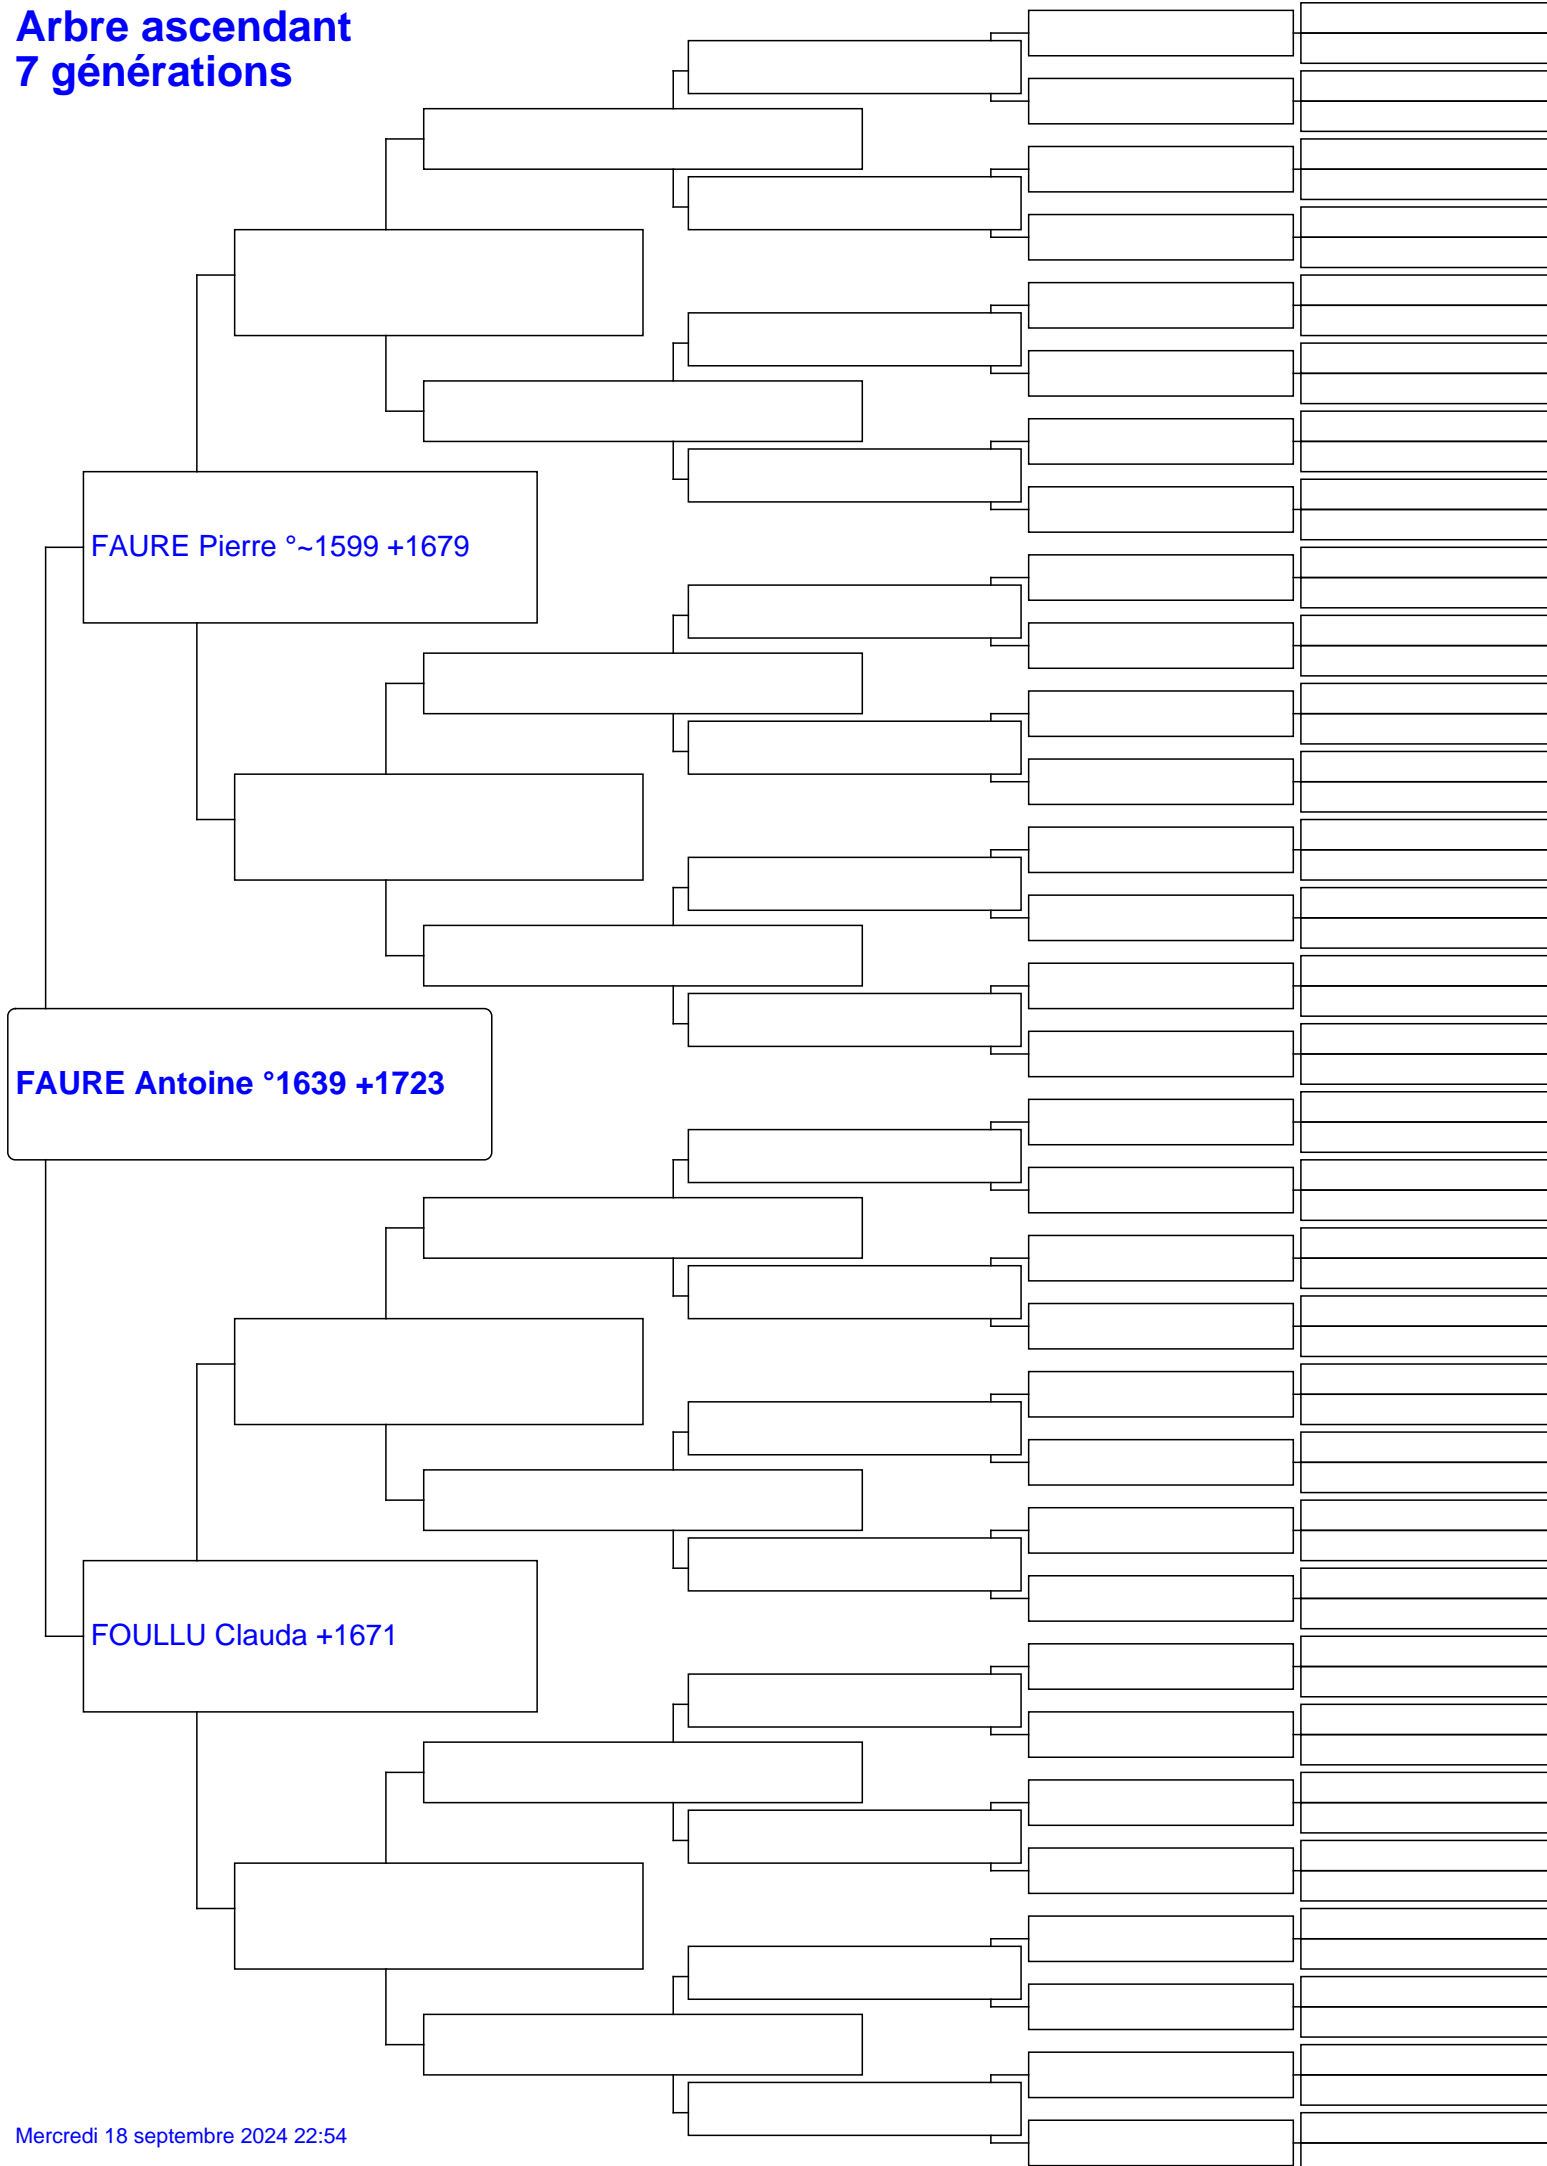 Arbre ascendant
7 générations
FAURE Pierre °~1599 +1679
FAURE Antoine °1639 +1723
FOULLU Clauda +1671
Mercredi 18 septembre 2024 22:54